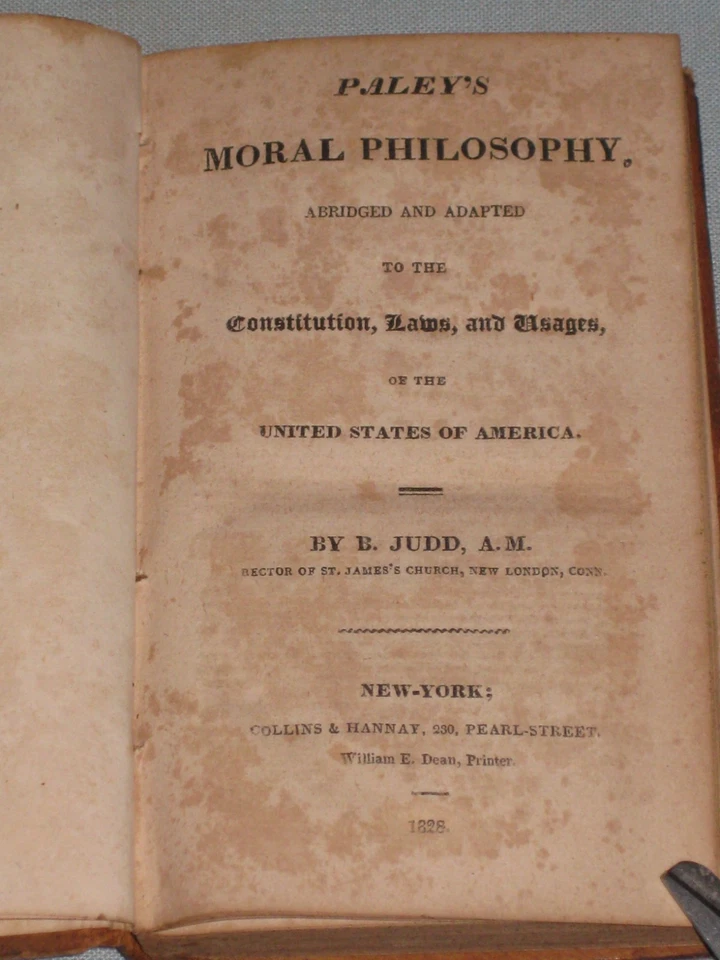 PALEY'S
MORAL PHILOSOPHY.
ABRIDGED AND ADAPTED
TO THE
Constitution, Laws, and Usages,
OF THE
UNITED STATES OF AMERICA.
BY B. JUDD, A.M.
RECTOR OF ST. JAMES'S CHURCH, NEW LONDON, CONN.
NEW-YORK;
COLLINS & HANNAY, 230, PEARL-STREET.
William E. Dean, Printer.
1828.